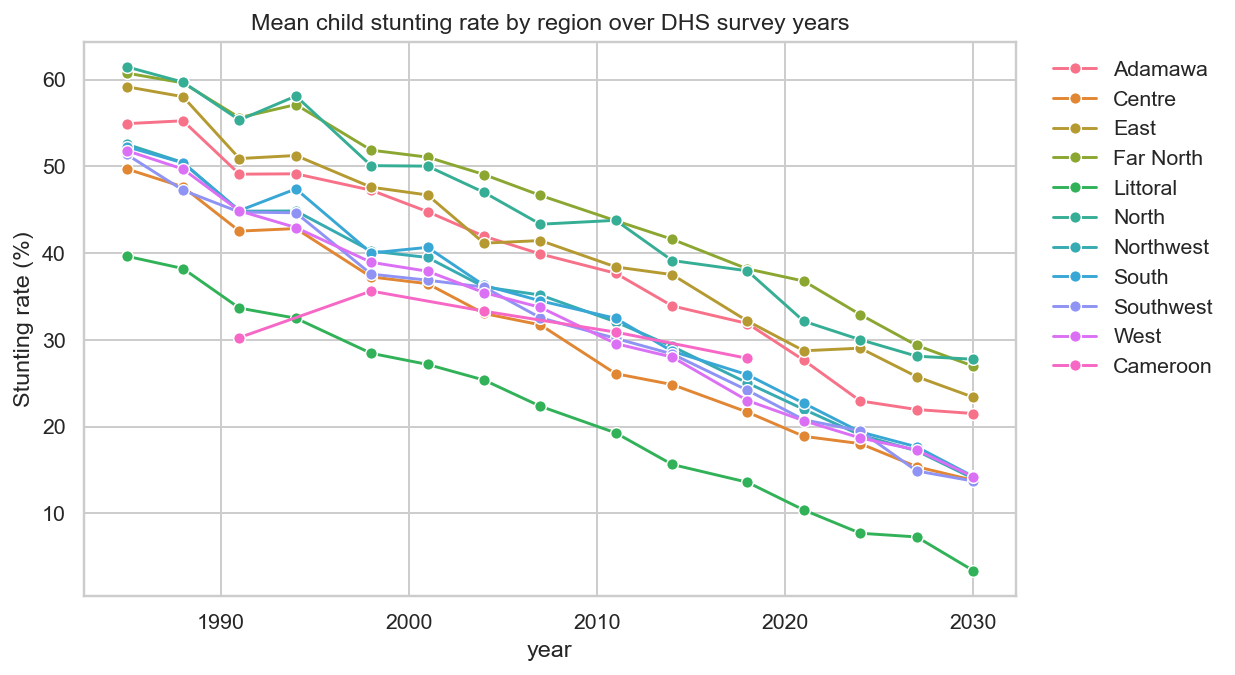 Mean child stunting rate by region over DHS survey years
Stunting rate (%)
60
50
40
30
20
10
1990
2000
2010
2020
2030
year
Adamawa
Centre
East
Far North
Littoral
North
Northwest
South
Southwest
West
Cameroon